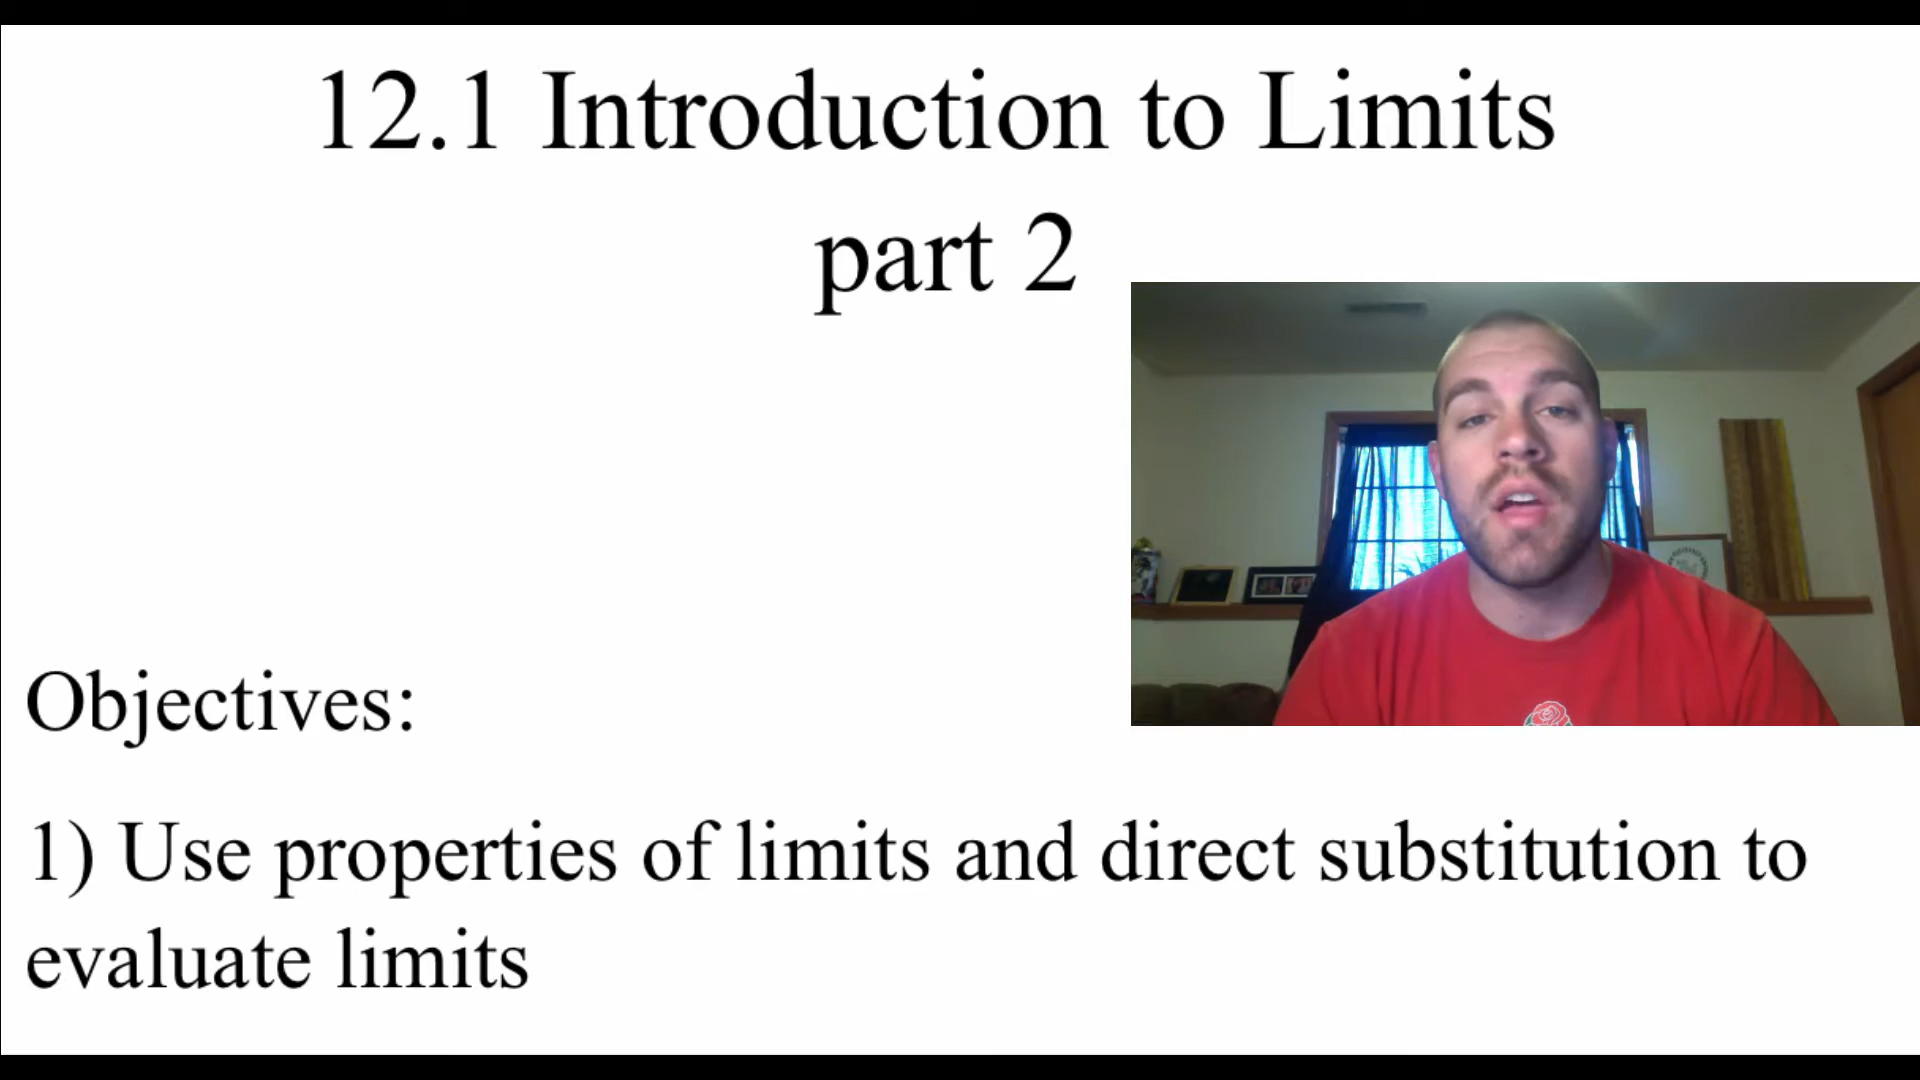 12.1 Introduction to Limits
part 2
Objectives:
1) Use properties of limits and direct substitution to
evaluate limits